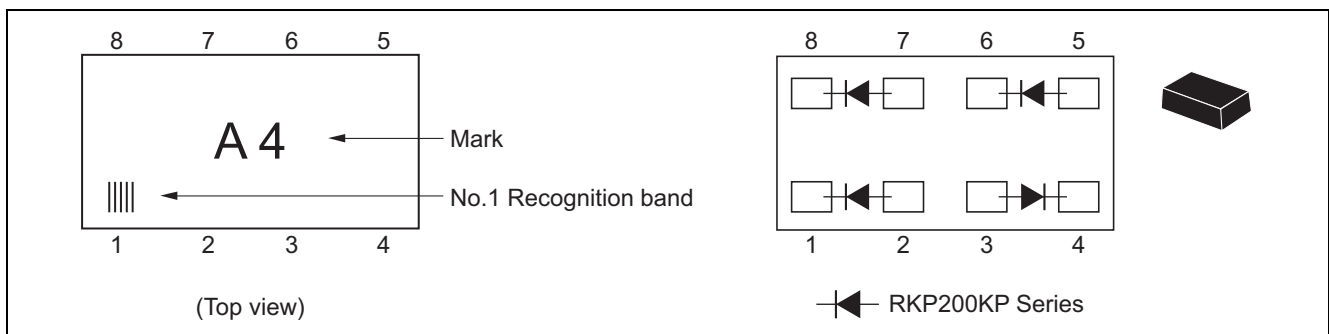 8 7 6 5
A 4
Mark
No.1 Recognition band
1 2 3 4
(Top view)
8 7 6 5
1 2 3 4
RKP200KP Series